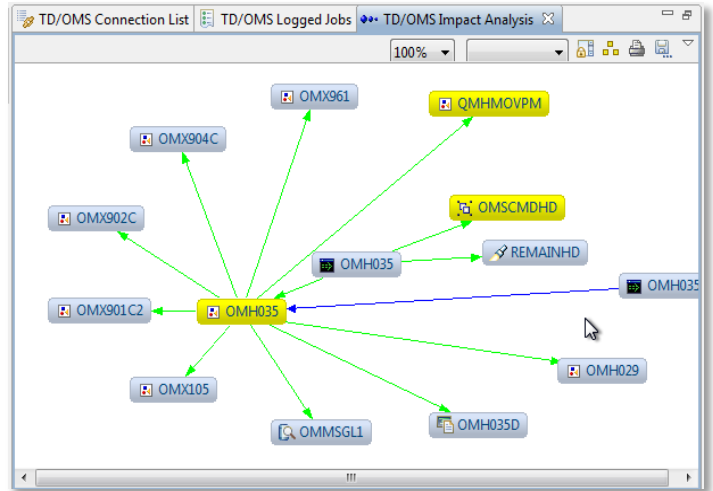 TD/OMS Connection List TD/OMS Logged Jobs TD/OMS Impact Analysis
100%
OMX961
QMHMOVPM
OMX904C
OMSCMDHD
OMX902C
REMAINHD
OMH035
OMH035
OMX901C2
OMH035
OMH029
OMX105
OMH035D
OMMSGL1